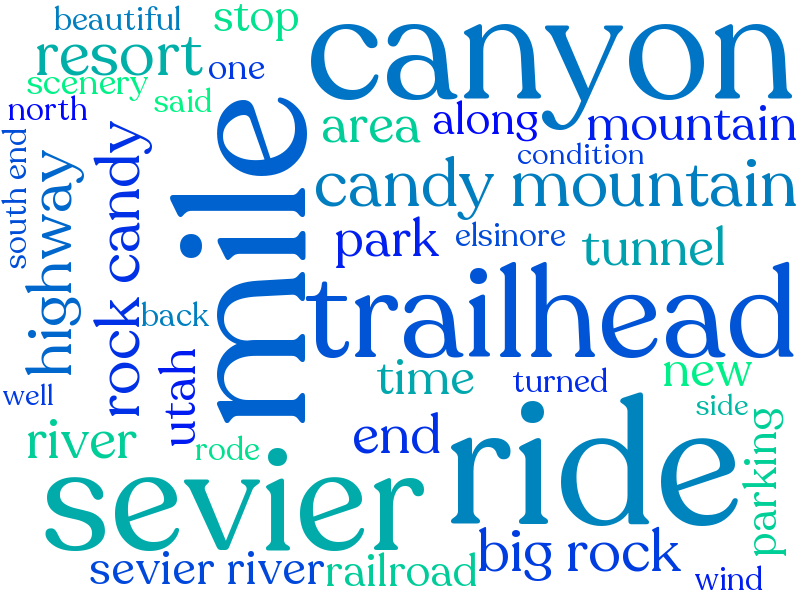 beautiful
stop
canyon
resort
one
scenery
said
north
mile
area
along
mountain
condition
south end
highway
rock candy
candy mountain
park
elsinore
tunnel
back
trailhead
utah
time
turned
new
well
side
river
rode
end
ride
parking
sevier
big rock
sevier river
railroad
wind